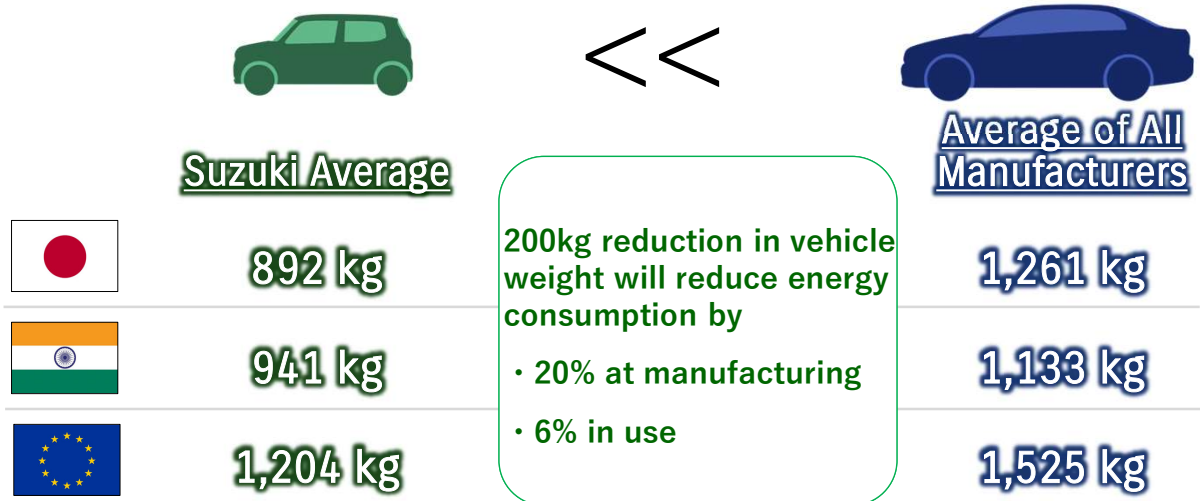 <<
Suzuki Average
Average of All
Manufacturers
200kg reduction in vehicle
weight will reduce energy
consumption by
・20% at manufacturing
・6% in use
892 kg
1,261 kg
941 kg
1,133 kg
1,204 kg
1,525 kg